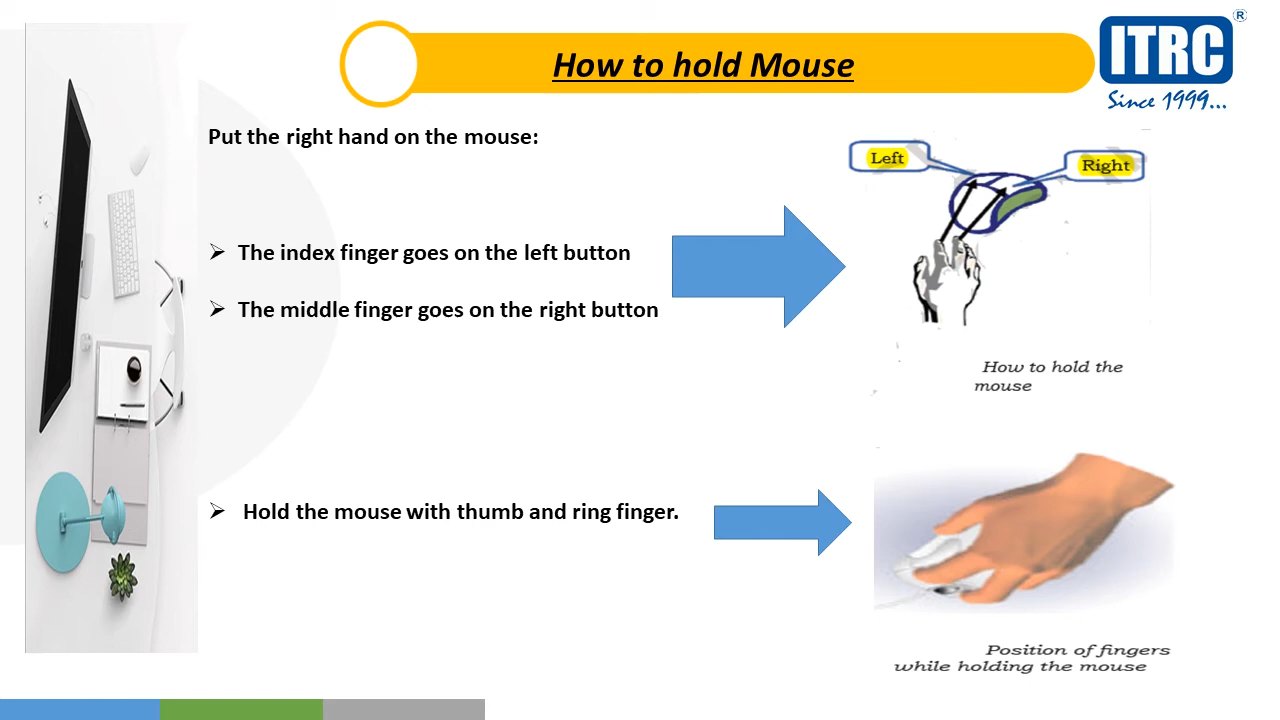 How to hold Mouse
ITRC
®
Since 1999...
Put the right hand on the mouse:
Left
Right
➢ The index finger goes on the left button
➢ The middle finger goes on the right button
How to hold the
mouse
➢ Hold the mouse with thumb and ring finger.
Position of fingers
while holding the mouse